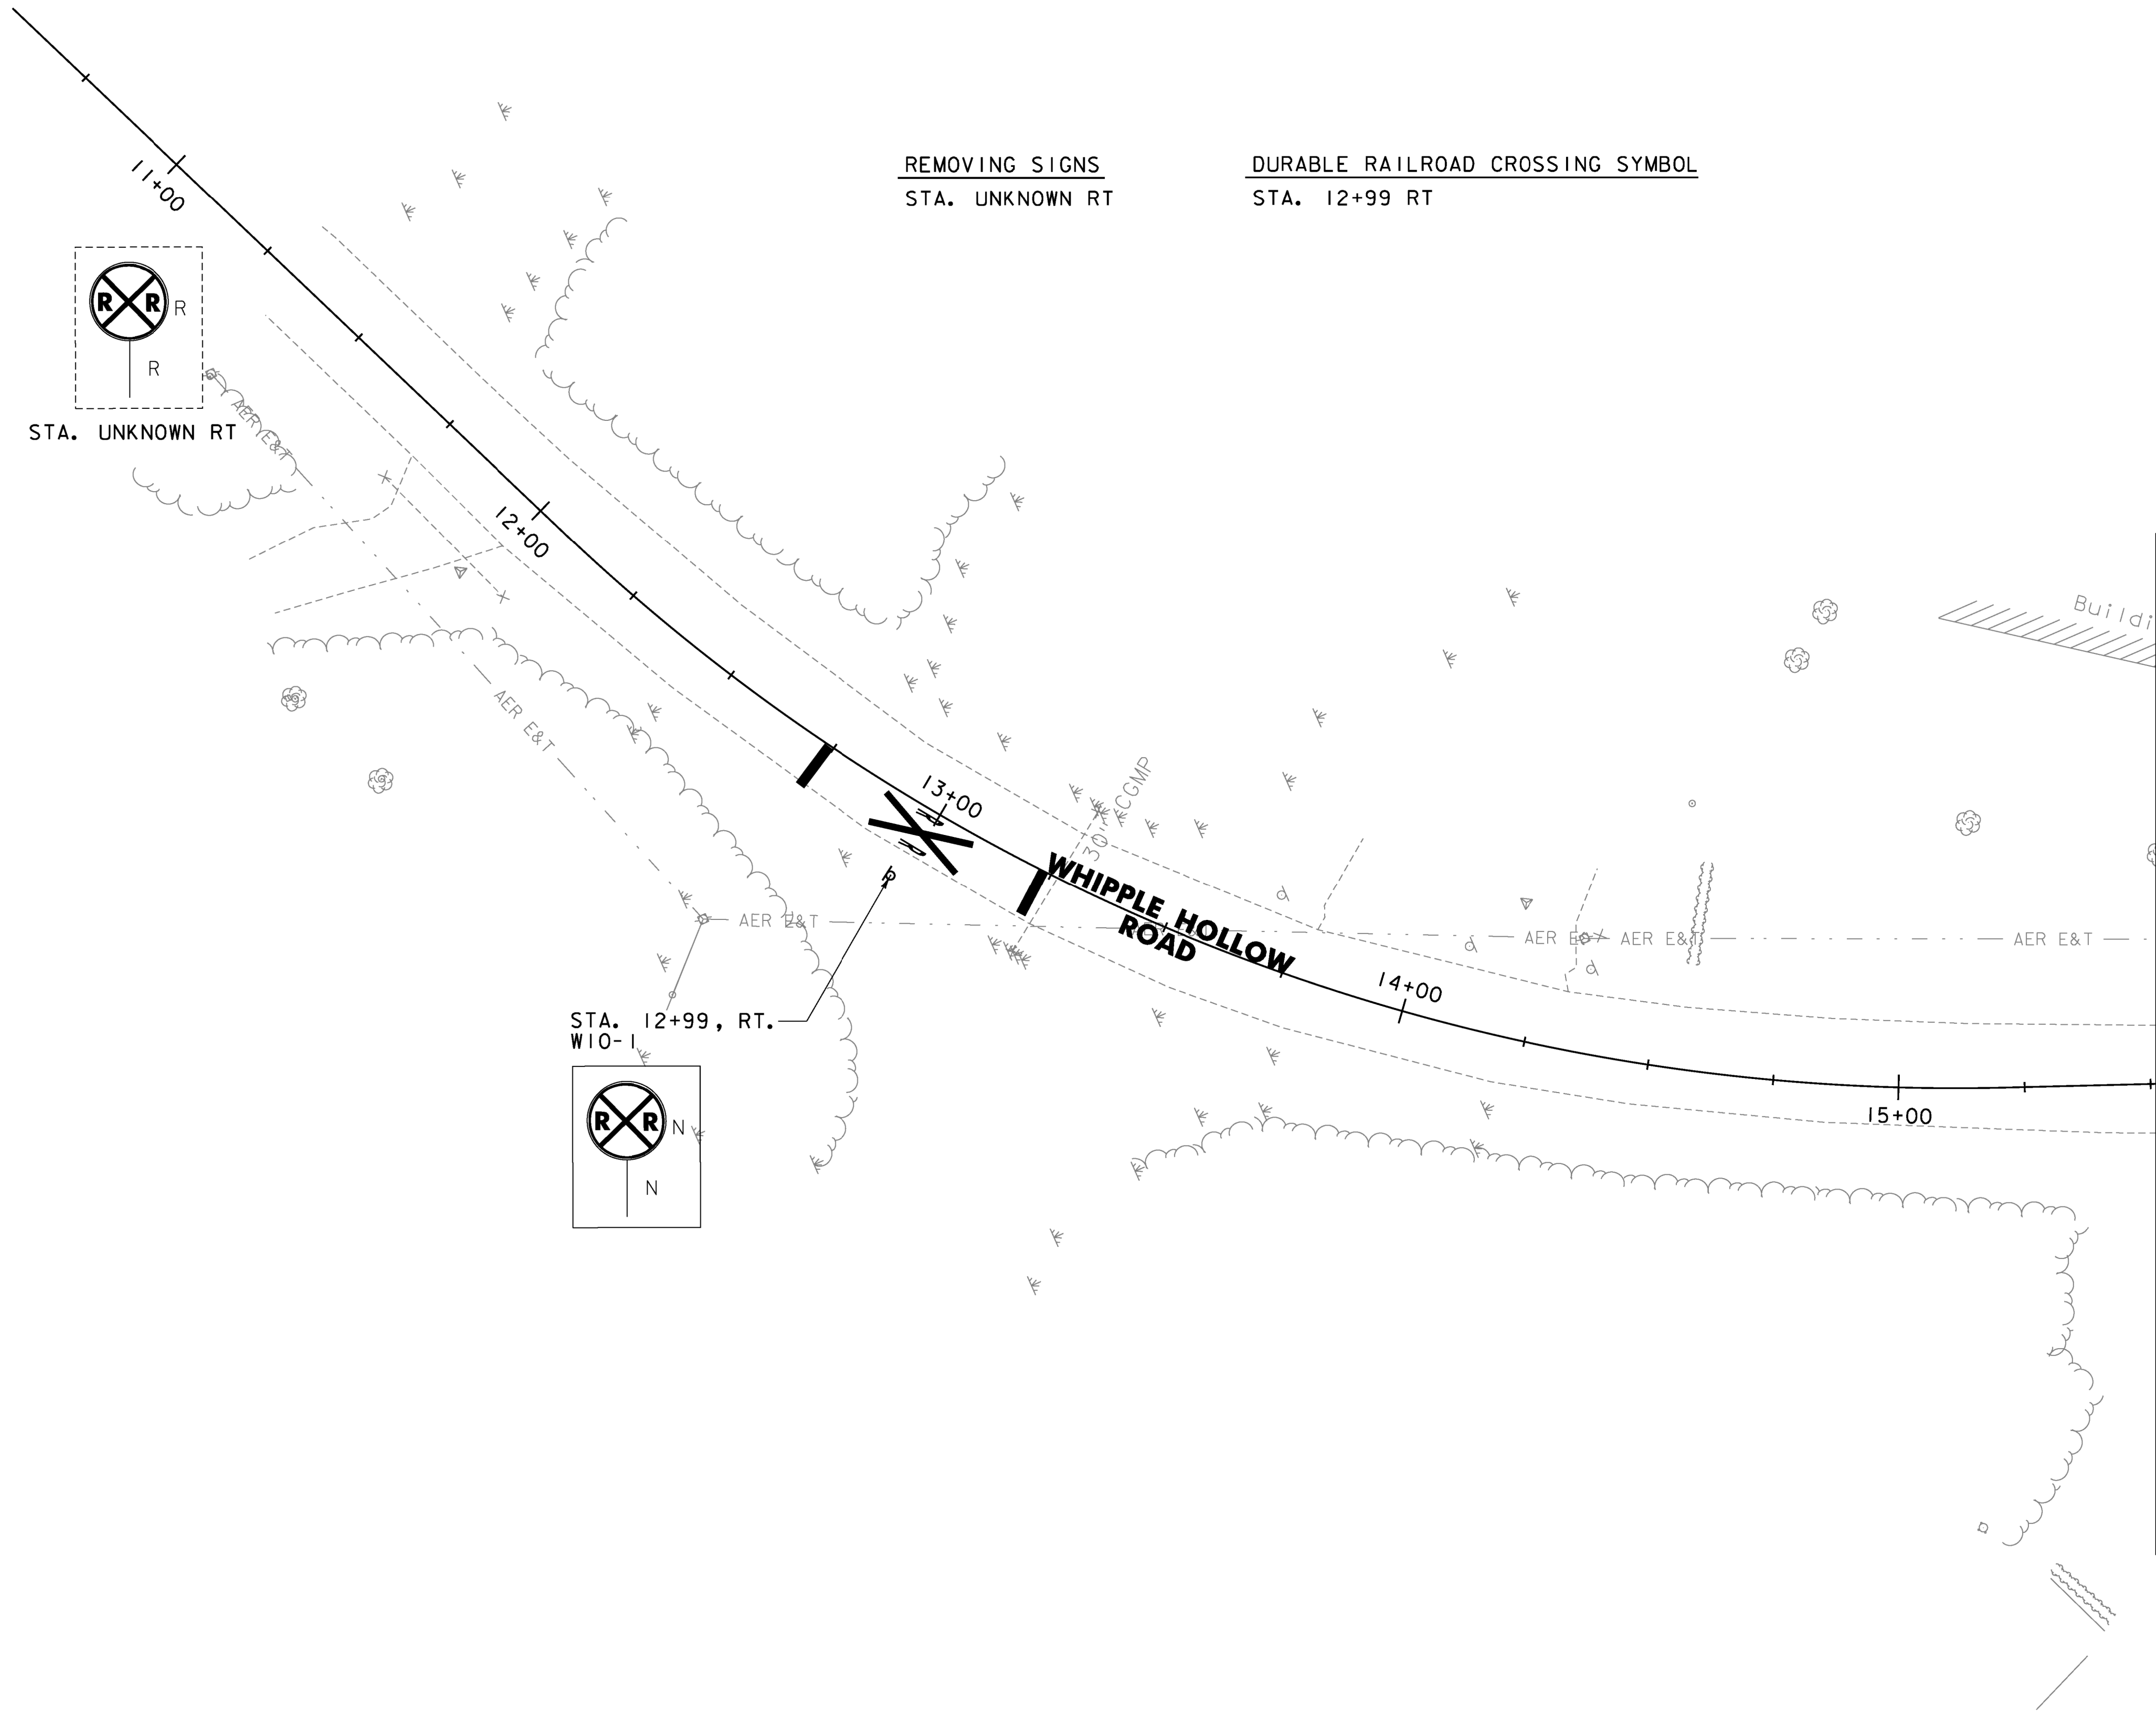 REMOVING SIGNS
STA. UNKNOWN RT
DURABLE RAILROAD CROSSING SYMBOL
STA. 12+99 RT
11+00
R R R
R
STA. UNKNOWN RT
AER E&T
12+00
AER E&T
Buildi
13+00
R
R
30" CGMP
WHIPPLE HOLLOW
ROAD
AER E&T
AER E&T
AER E&T
AER E&T
14+00
STA. 12+99, RT.
W10-1
R R N
N
15+00